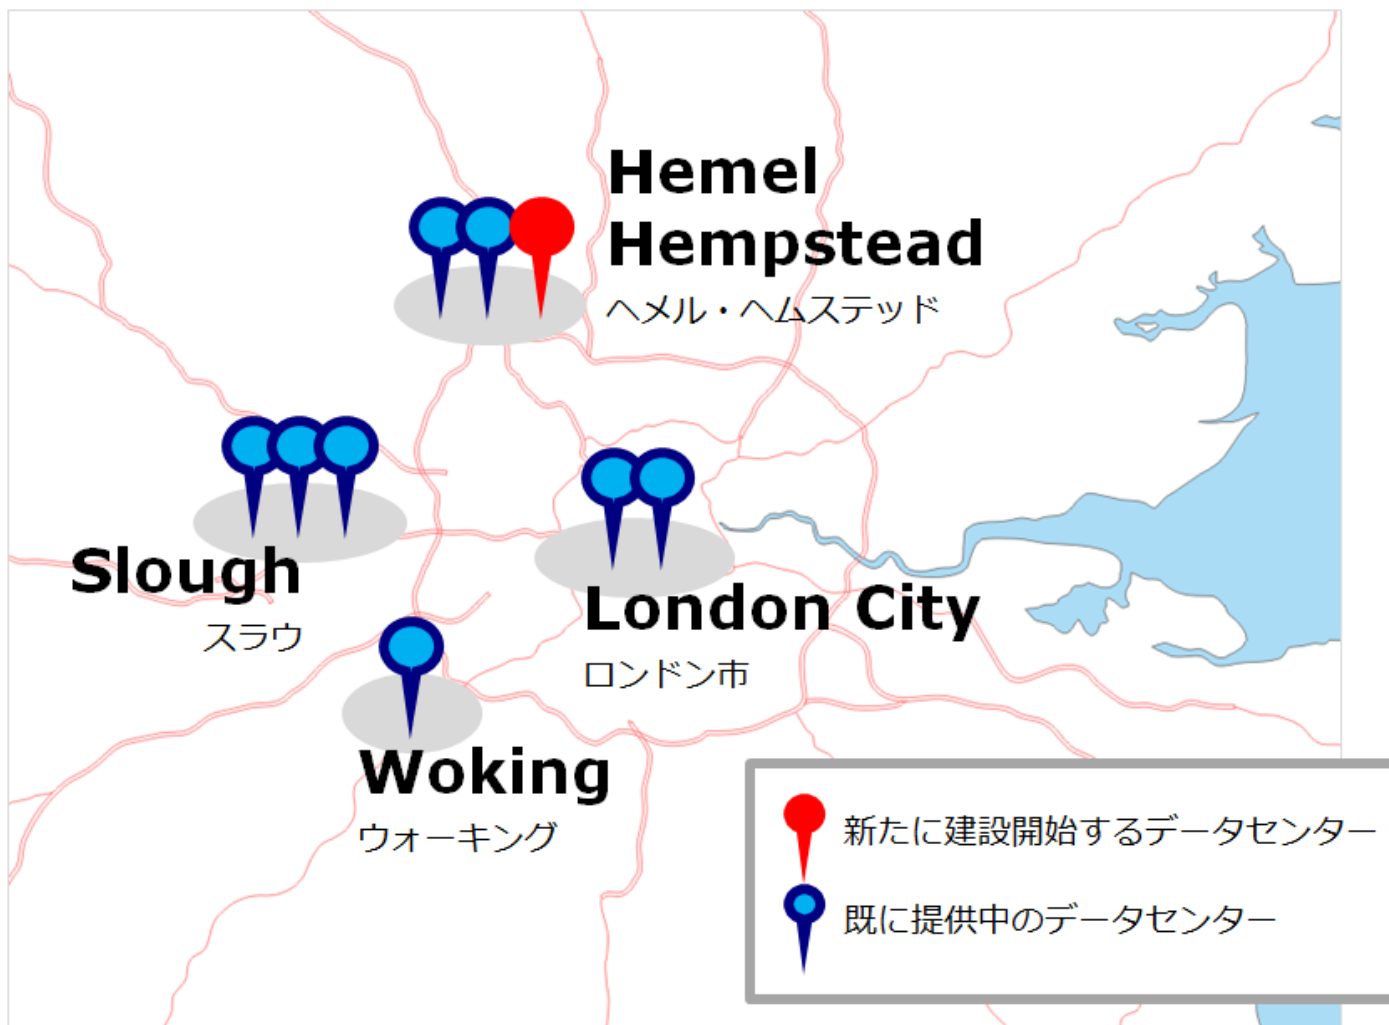 Hemel
Hempstead
ヘメル・ヘムステッド
Slough
スラウ
London City
ロンドン市
Woking
ウォーキング
新たに建設開始するデータセンター
既に提供中のデータセンター